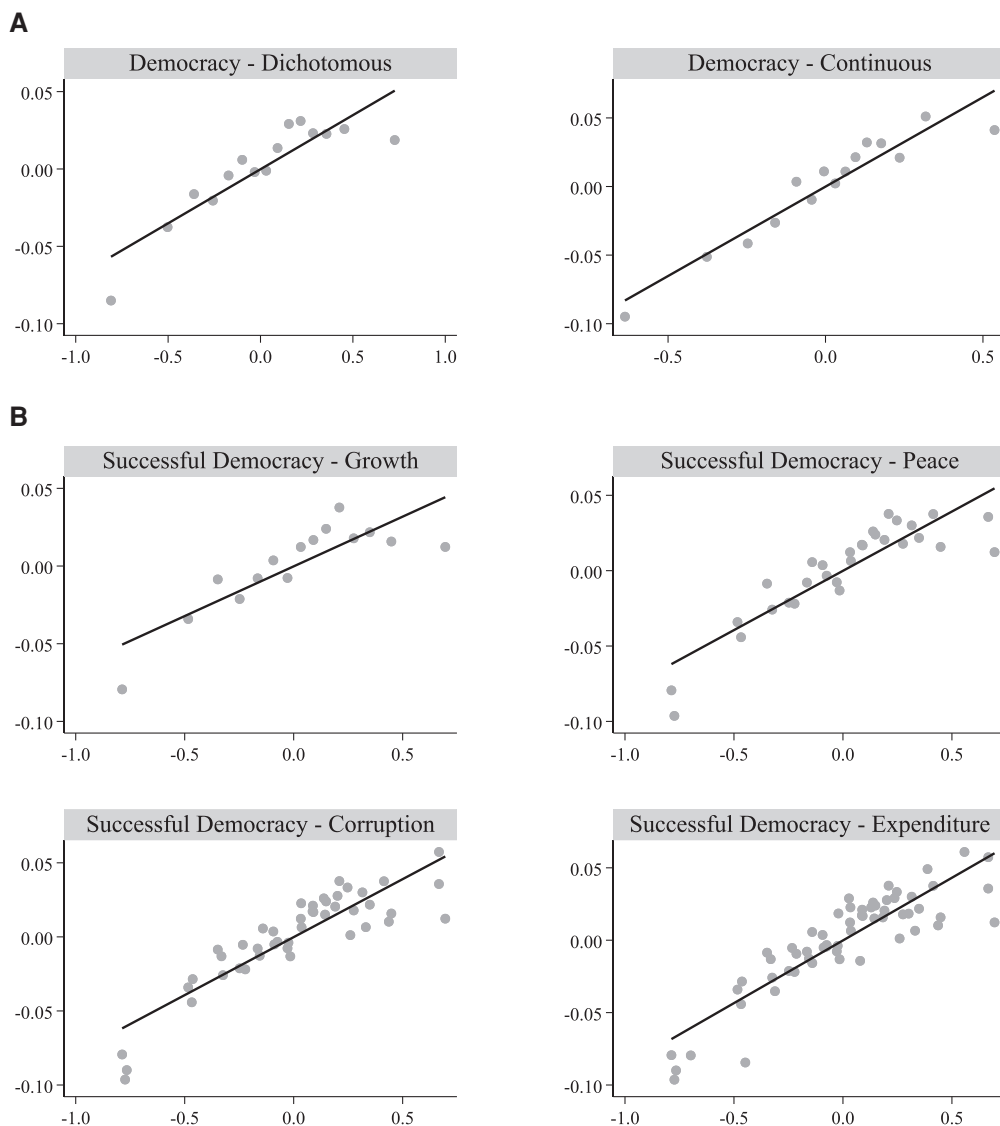 A
Democracy - Dichotomous
Democracy - Continuous
0.05
0.00
-0.05
-0.10
-1.0 -0.5 0.0 0.5 1.0
0.05
0.00
-0.05
-0.10
-0.5 0.0 0.5
B
Successful Democracy - Growth
Successful Democracy - Peace
0.05
0.00
-0.05
-0.10
-1.0 -0.5 0.0 0.5
0.05
0.00
-0.05
-0.10
-1.0 -0.5 0.0 0.5
Successful Democracy - Corruption
Successful Democracy - Expenditure
0.05
0.00
-0.05
-0.10
-1.0 -0.5 0.0 0.5
0.05
0.00
-0.05
-0.10
-1.0 -0.5 0.0 0.5